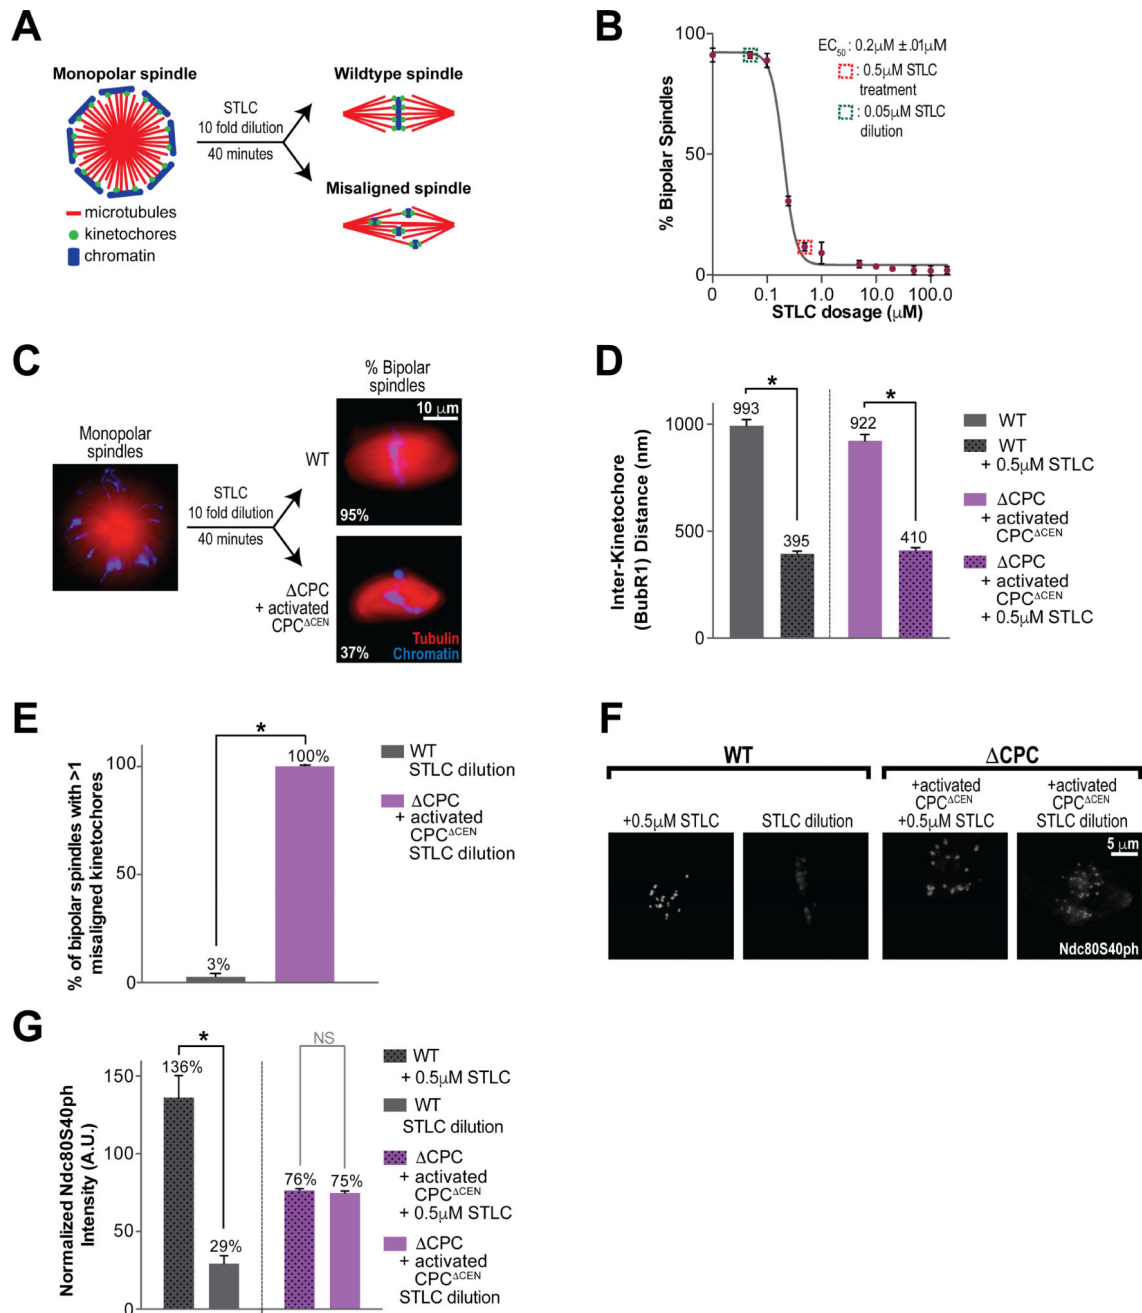 A
Monopolar spindle
STLC
10 fold dilution
40 minutes
Wildtype spindle
Misaligned spindle
microtubules
kinetochores
chromatin
B
% Bipolar Spindles
100
50
0
0
0.1
1.0
10.0
100.0
STLC dosage (μM)
EC50 : 0.2μM ±.01μM
: 0.5μM STLC
treatment
: 0.05μM STLC
dilution
C
Monopolar
spindles
STLC
10 fold dilution
40 minutes
% Bipolar
spindles
WT
10 μm
95%
ΔCPC
+ activated
CPCΔCEN
Tubulin
Chromatin
37%
D
Inter-Kinetochore
(BubR1) Distance (nm)
1000
500
0
993
*
395
922
*
410
WT
WT
+ 0.5μM STLC
ΔCPC
+ activated
CPCΔCEN
ΔCPC
+ activated
CPCΔCEN
+ 0.5μM STLC
E
% of bipolar spindles with >1
misaligned kinetochores
100
50
0
*
3%
100%
WT
STLC dilution
ΔCPC
+ activated
CPCΔCEN
STLC dilution
F
WT
ΔCPC
+0.5μM STLC
STLC dilution
+activated
CPCΔCEN
+0.5μM STLC
+activated
CPCΔCEN
STLC dilution
5 μm
Ndc80S40ph
G
Normalized Ndc80S40ph
Intensity (A.U.)
150
100
50
0
*
136%
29%
NS
76%
75%
WT
+ 0.5μM STLC
WT
STLC dilution
ΔCPC
+ activated
CPCΔCEN
+ 0.5μM STLC
ΔCPC
+ activated
CPCΔCEN
STLC dilution